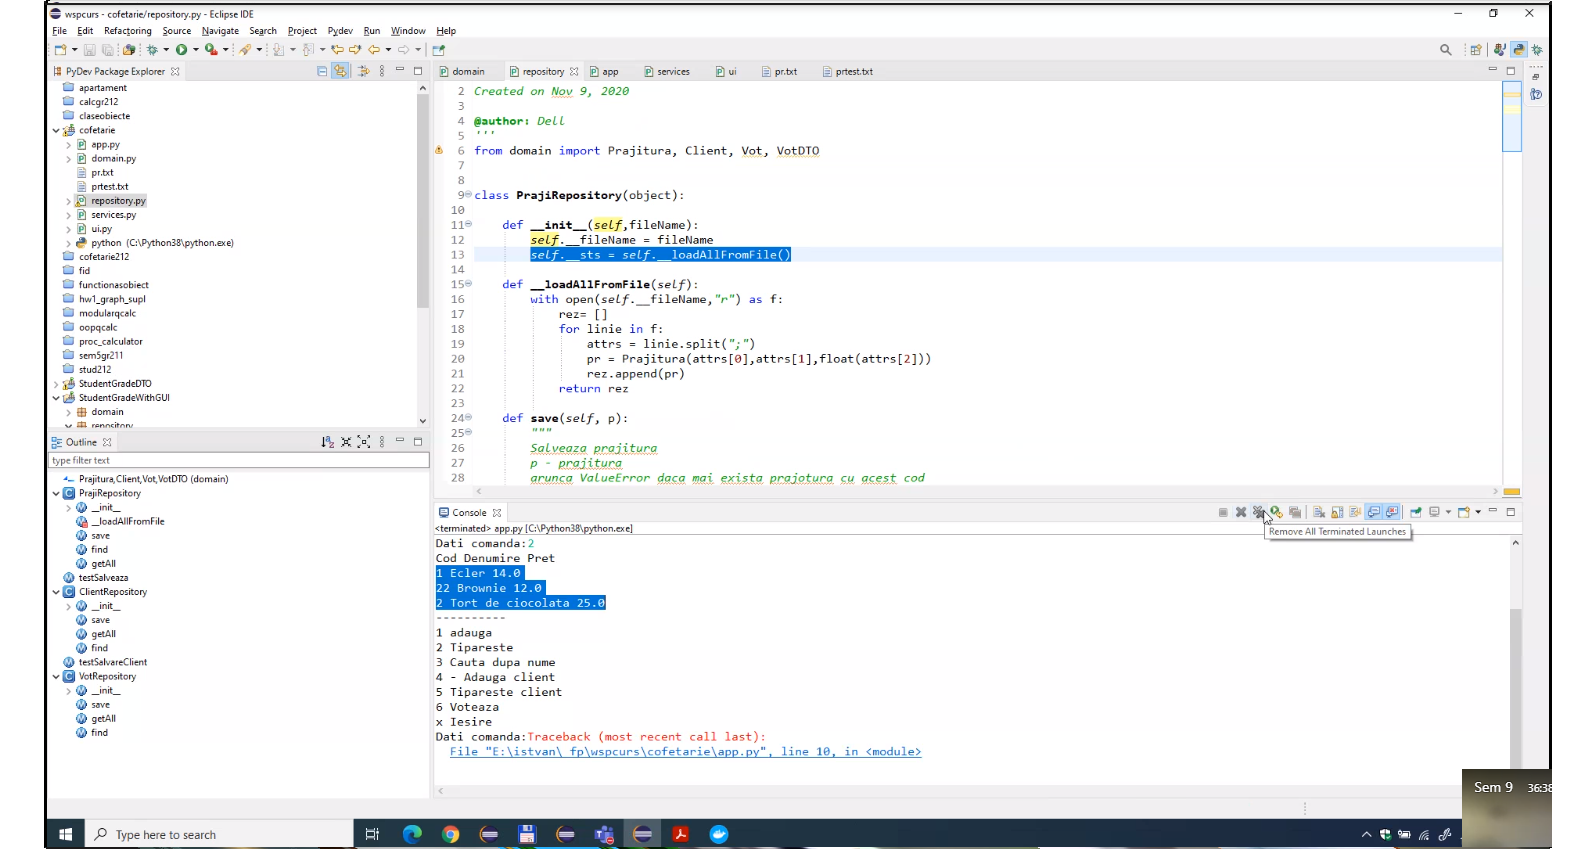 wspcurs - cofetarie/repository.py - Eclipse IDE
File Edit Refactoring Source Navigate Search Project Pydev Run Window Help
PyDev Package Explorer
domain repository app services ui pr.txt prtest.txt
apartament
calcgr212
claseobiecte
cofetarie
app.py
domain.py
pr.txt
prtest.txt
repository.py
services.py
ui.py
python (C:\Python38\python.exe)
cofetarie212
fid
functionasobiect
hw1_graph_supl
modularqcalc
oopqcalc
proc_calculator
sem5gr211
stud212
StudentGradeDTO
StudentGradeWithGUI
domain
repository
2 Created on Nov 9, 2020
3
4 @author: Dell
5 '''
6 from domain import Prajitura, Client, Vot, VotDTO
7
8
9 class PrajiRepository(object):
10
11 def __init__(self,fileName):
12 self.__fileName = fileName
13 self.__sts = self.__loadAllFromFile()
14
15 def __loadAllFromFile(self):
16 with open(self.__fileName,"r") as f:
17 rez= []
18 for linie in f:
19 attrs = linie.split(";")
20 pr = Prajitura(attrs[0],attrs[1],float(attrs[2]))
21 rez.append(pr)
22 return rez
23
24 def save(self, p):
25 """
26 Salveaza prajitura
27 p - prajitura
28 arunca ValueError daca mai exista prajotura cu acest cod
Outline
type filter text
Prajitura,Client,Vot,VotDTO (domain)
PrajiRepository
__init__
__loadAllFromFile
save
find
getAll
testSalveaza
ClientRepository
__init__
save
getAll
find
testSalvareClient
VotRepository
__init__
save
getAll
find
Console
<terminated> app.py [C:\Python38\python.exe]
Remove All Terminated Launches
Dati comanda:2
Cod Denumire Pret
1 Ecler 14.0
22 Brownie 12.0
2 Tort de ciocolata 25.0
----------
1 adauga
2 Tipareste
3 Cauta dupa nume
4 - Adauga client
5 Tipareste client
6 Voteaza
x Iesire
Dati comanda:Traceback (most recent call last):
File "E:\istvan\_fp\wspcurs\cofetarie\app.py", line 10, in <module>
Sem 9 36:38
Type here to search